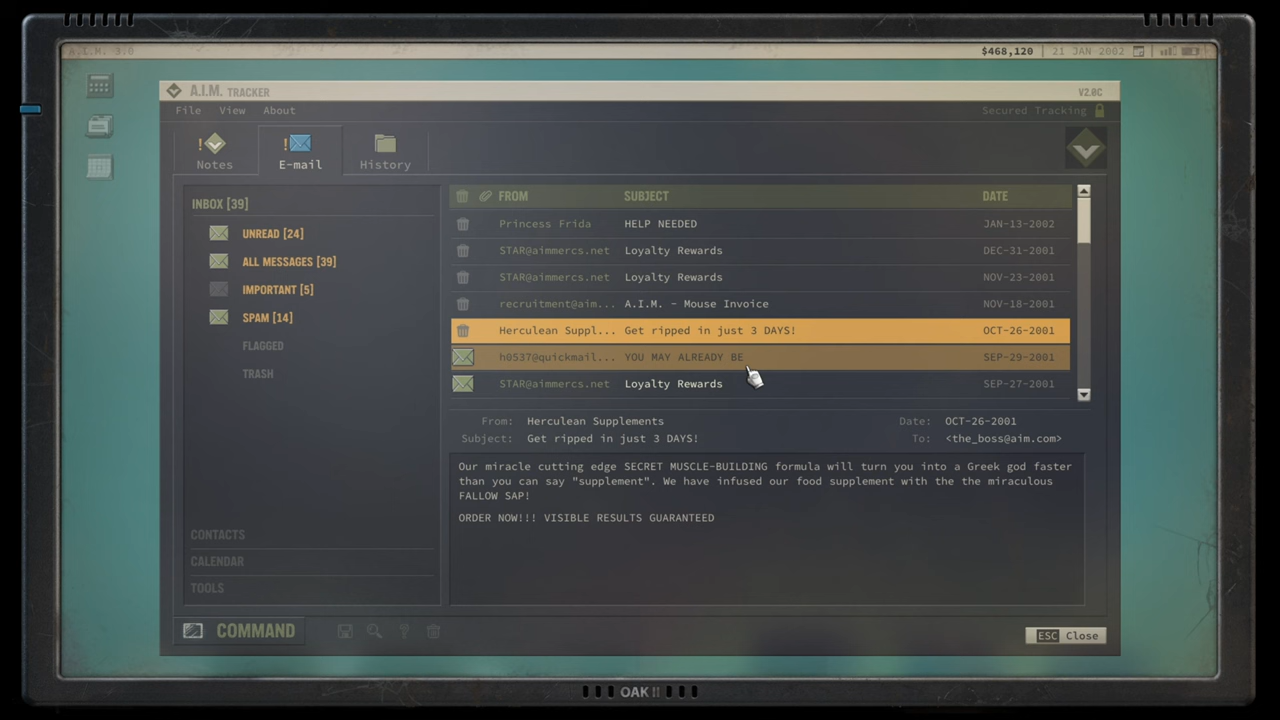 A.I.M. 3.0
$468,120 | 21 JAN 2002
A.I.M. TRACKER
V2.0C
File View About
Secured Tracking
! Notes
! E-mail
History
INBOX [39]
UNREAD [24]
ALL MESSAGES [39]
IMPORTANT [5]
SPAM [14]
FLAGGED
TRASH
CONTACTS
CALENDAR
TOOLS
FROM SUBJECT DATE
Princess Frida HELP NEEDED JAN-13-2002
STAR@aimmercs.net Loyalty Rewards DEC-31-2001
STAR@aimmercs.net Loyalty Rewards NOV-23-2001
recruitment@aim... A.I.M. - Mouse Invoice NOV-18-2001
Herculean Suppl... Get ripped in just 3 DAYS! OCT-26-2001
h0537@quickmail... YOU MAY ALREADY BE SEP-29-2001
STAR@aimmercs.net Loyalty Rewards SEP-27-2001
From: Herculean Supplements Date: OCT-26-2001
Subject: Get ripped in just 3 DAYS! To: <the_boss@aim.com>
Our miracle cutting edge SECRET MUSCLE-BUILDING formula will turn you into a Greek god faster
than you can say "supplement". We have infused our food supplement with the the miraculous
FALLOW SAP!
ORDER NOW!!! VISIBLE RESULTS GUARANTEED
COMMAND
ESC Close
OAK II